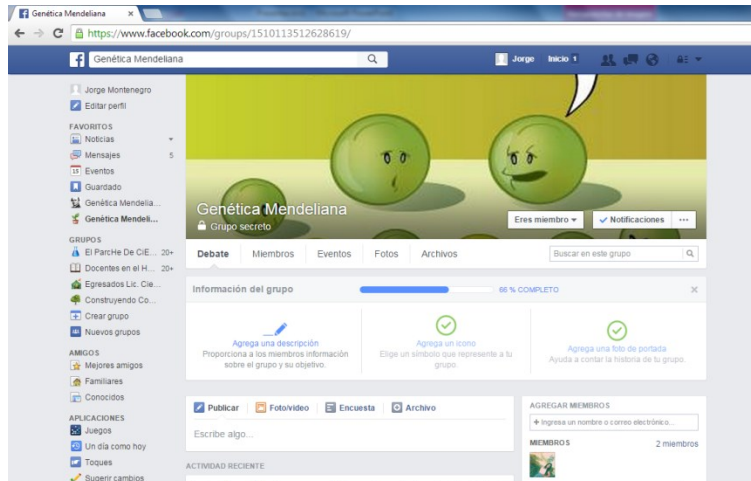 Genética Mendeliana
https://www.facebook.com/groups/1510113512628619/
Genética Mendeliana
Jorge
Inicio 1
Jorge Montenegro
Editar perfil
FAVORITOS
Noticias
Mensajes 5
Eventos
Guardado
Genética Mendelia...
Genética Mendeli...
GRUPOS
El ParcHe De CiE... 20+
Docentes en el H... 20+
Egresados Lic. Cie...
Construyendo Co...
Crear grupo
Nuevos grupos
AMIGOS
Mejores amigos
Familiares
Conocidos
APLICACIONES
Juegos
Un día como hoy
Toques
Sugerir cambios
Genética Mendeliana
Grupo secreto
Eres miembro
Notificaciones
Debate Miembros Eventos Fotos Archivos
Buscar en este grupo
Información del grupo
66 % COMPLETO
Agrega una descripción
Proporciona a los miembros información
sobre el grupo y su objetivo.
Agrega un icono
Elige un símbolo que represente a tu
grupo.
Agrega una foto de portada
Ayuda a contar la historia de tu grupo.
Publicar Foto/video Encuesta Archivo
Escribe algo...
ACTIVIDAD RECIENTE
AGREGAR MIEMBROS
+ Ingresa un nombre o correo electrónico...
MIEMBROS 2 miembros